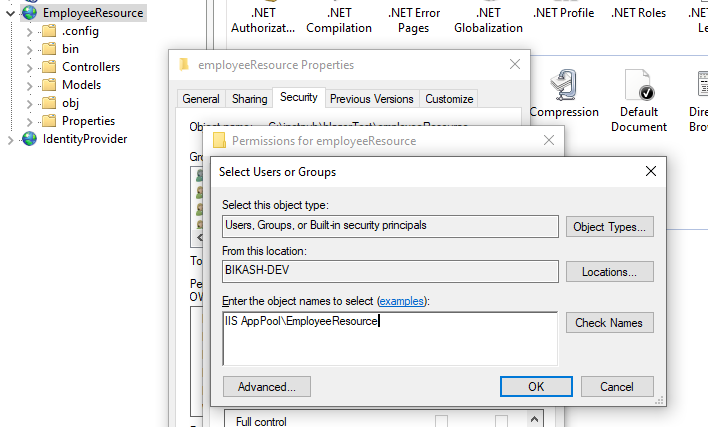 EmployeeResource
.config
bin
Controllers
Models
obj
Properties
IdentityProvider
.NET Authorizat...
.NET Compilation
.NET Error Pages
.NET Globalization
.NET Profile
.NET Roles
.N
Le
Compression
Default Document
Dire
Brow
employeeResource Properties
General
Sharing
Security
Previous Versions
Customize
Gro
Permissions for employeeResource
To
Pe
OW
Select Users or Groups
Select this object type:
Users, Groups, or Built-in security principals
Object Types...
From this location:
BIKASH-DEV
Locations...
Enter the object names to select (examples):
IIS AppPool\EmployeeResource
Check Names
Advanced...
OK
Cancel
Full control